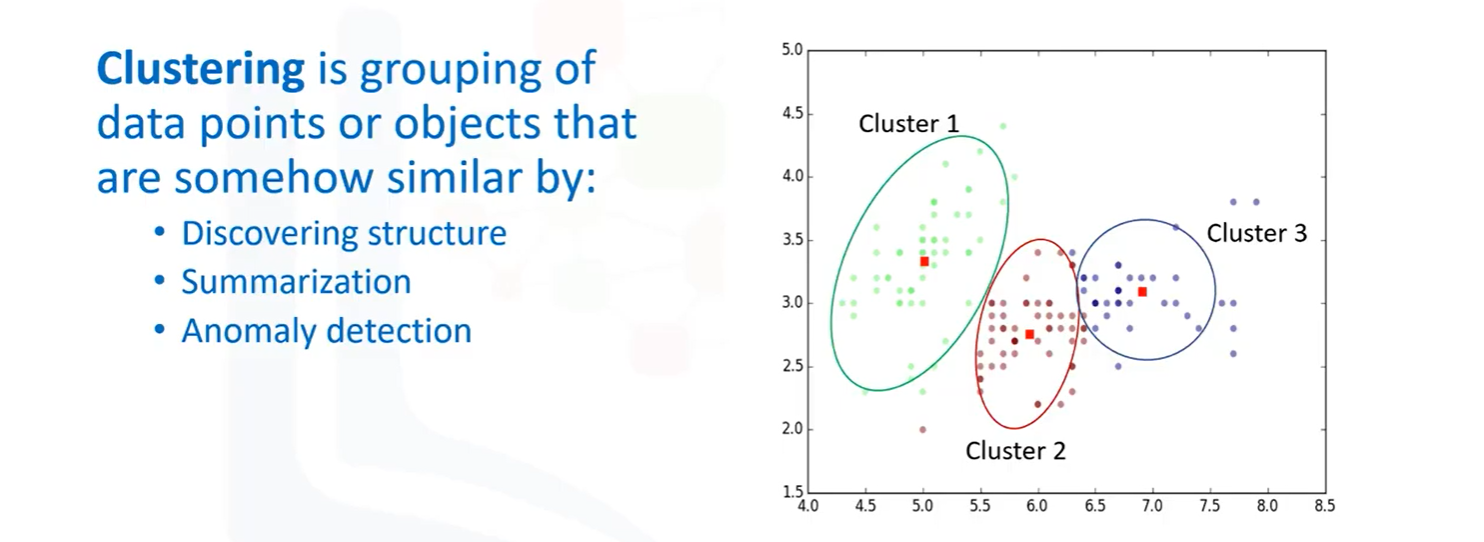 Clustering is grouping of
data points or objects that
are somehow similar by:
• Discovering structure
• Summarization
• Anomaly detection
5.0
4.5
4.0
3.5
3.0
2.5
2.0
1.5
Cluster 1
Cluster 3
Cluster 2
4.0 4.5 5.0 5.5 6.0 6.5 7.0 7.5 8.0 8.5